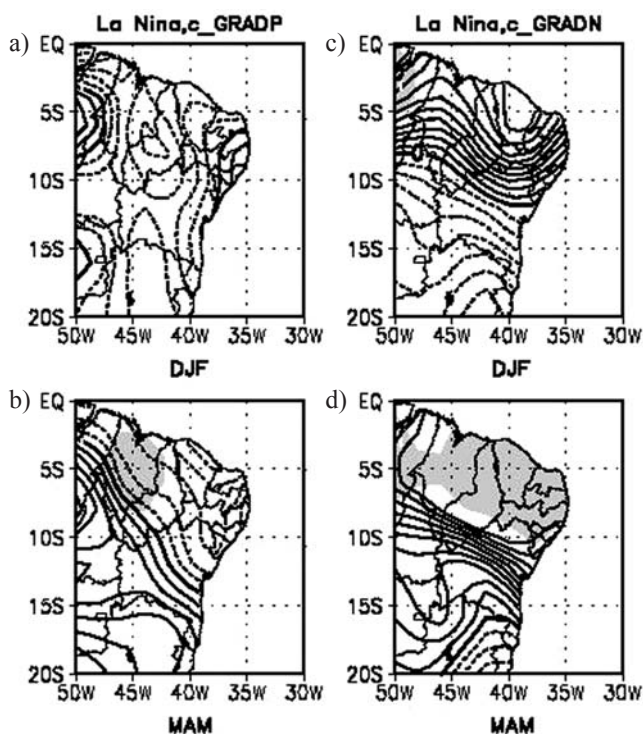 La Nina,c_GRADP
a)
EQ
5S
10S
15S
20S
50W 45W 40W 35W 30W
DJF
La Nina,c_GRADN
c)
EQ
5S
10S
15S
20S
50W 45W 40W 35W 30W
DJF
b)
EQ
5S
10S
15S
20S
50W 45W 40W 35W 30W
MAM
d)
EQ
5S
10S
15S
20S
50W 45W 40W 35W 30W
MAM